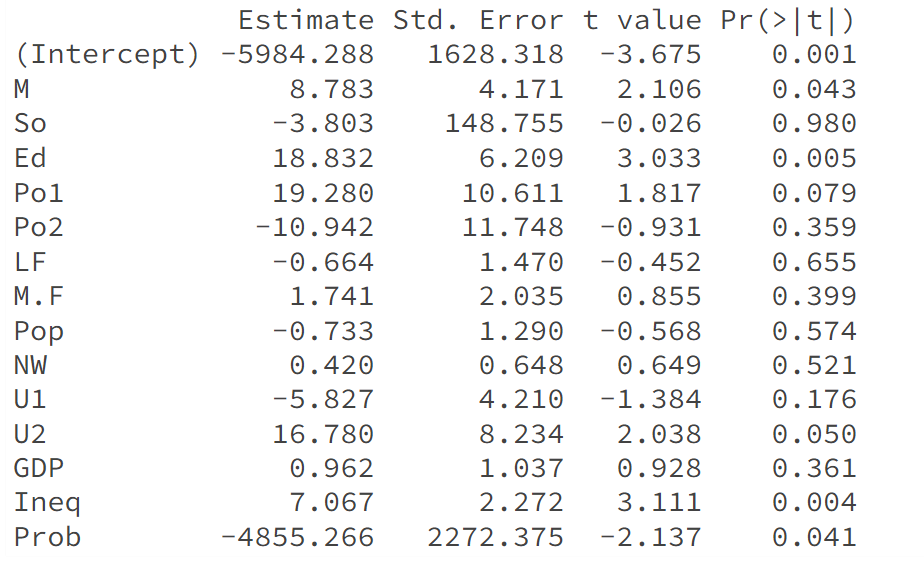 Estimate Std. Error t value Pr(>|t|)
(Intercept) -5984.288 1628.318 -3.675 0.001
M 8.783 4.171 2.106 0.043
So -3.803 148.755 -0.026 0.980
Ed 18.832 6.209 3.033 0.005
Po1 19.280 10.611 1.817 0.079
Po2 -10.942 11.748 -0.931 0.359
LF -0.664 1.470 -0.452 0.655
M.F 1.741 2.035 0.855 0.399
Pop -0.733 1.290 -0.568 0.574
NW 0.420 0.648 0.649 0.521
U1 -5.827 4.210 -1.384 0.176
U2 16.780 8.234 2.038 0.050
GDP 0.962 1.037 0.928 0.361
Ineq 7.067 2.272 3.111 0.004
Prob -4855.266 2272.375 -2.137 0.041